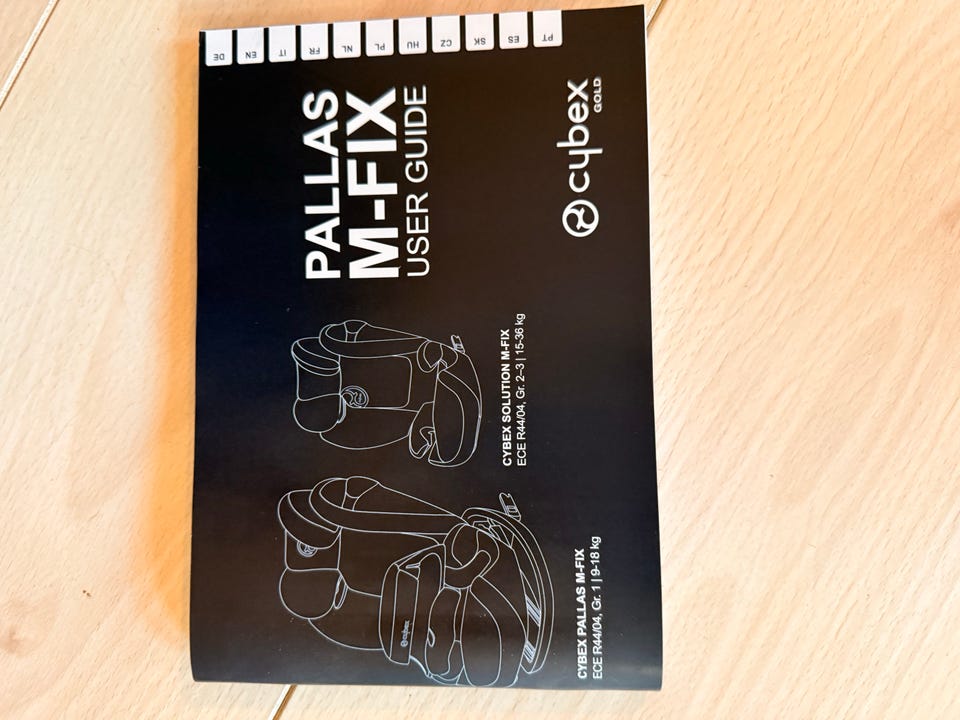 PALLAS
M-FIX
USER GUIDE
DE
EN
IT
FR
NL
PL
HU
CZ
SK
ES
PT
cybex
CYBEX PALLAS M-FIX
ECE R44/04, Gr. 1 | 9-18 kg
CYBEX SOLUTION M-FIX
ECE R44/04, Gr. 2–3 | 15-36 kg
cybex
GOLD